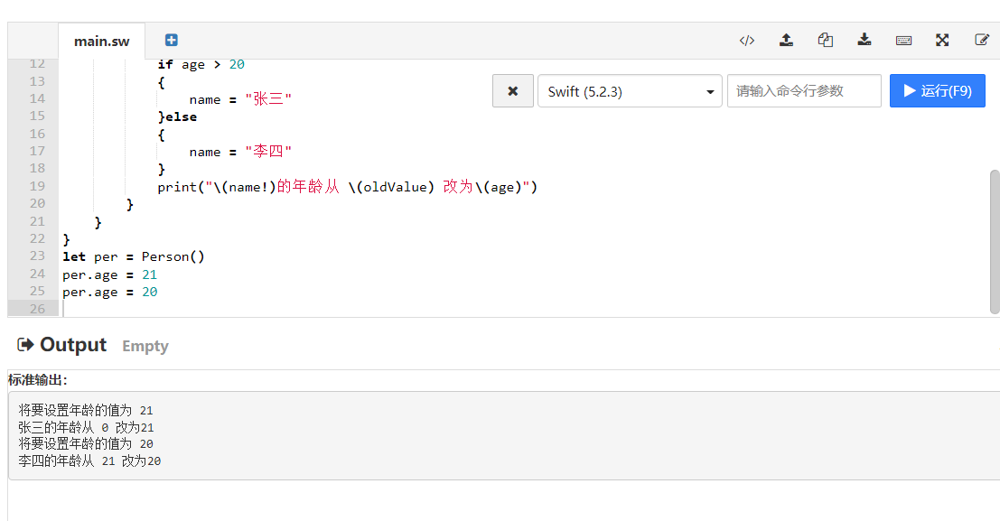 main.sw
12 if age > 20
13 {
14 name = "张三"
15 }else
16 {
17 name = "李四"
18 }
19 print("\(name!)的年龄从 \(oldValue) 改为\(age)")
20 }
21 }
22 }
23 let per = Person()
24 per.age = 21
25 per.age = 20
26
Swift (5.2.3)
请输入命令行参数
运行(F9)
Output Empty
标准输出:
将要设置年龄的值为 21
张三的年龄从 0 改为21
将要设置年龄的值为 20
李四的年龄从 21 改为20